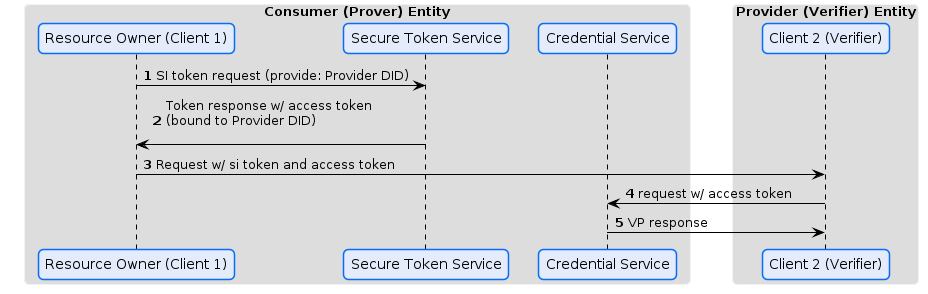 Consumer (Prover) Entity
Provider (Verifier) Entity
Resource Owner (Client 1)
Secure Token Service
Credential Service
Client 2 (Verifier)
1 SI token request (provide: Provider DID)
Token response w/ access token
2 (bound to Provider DID)
3 Request w/ si token and access token
4 request w/ access token
5 VP response
Resource Owner (Client 1)
Secure Token Service
Credential Service
Client 2 (Verifier)